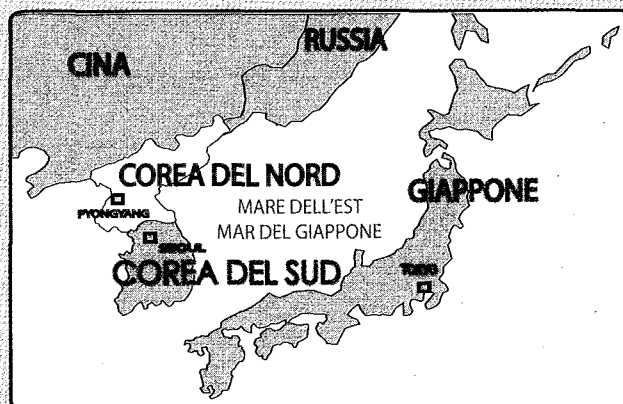 RUSSIA
CINA
COREA DEL NORD
GIAPPONE
PYONGYANG
MARE DELL'EST
MAR DEL GIAPPONE
SEOUL
COREA DEL SUD
TOKYO